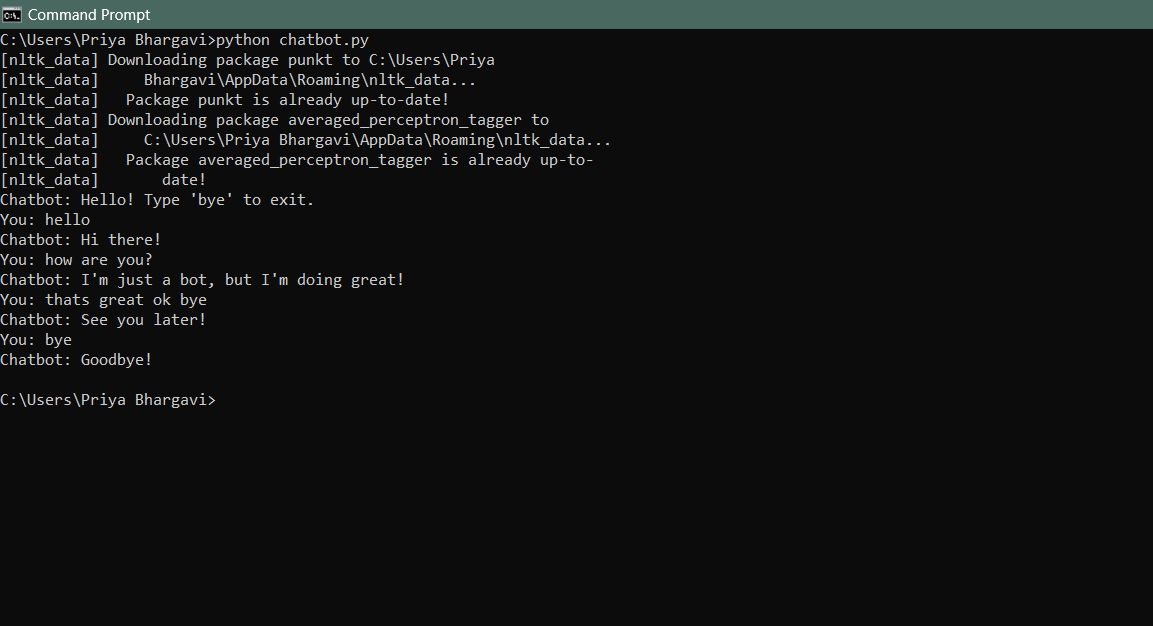 Command Prompt
C:\Users\Priya Bhargavi>python chatbot.py
[nltk_data] Downloading package punkt to C:\Users\Priya
[nltk_data]     Bhargavi\AppData\Roaming\nltk_data...
[nltk_data]   Package punkt is already up-to-date!
[nltk_data] Downloading package averaged_perceptron_tagger to
[nltk_data]     C:\Users\Priya Bhargavi\AppData\Roaming\nltk_data...
[nltk_data]   Package averaged_perceptron_tagger is already up-to-
[nltk_data]       date!
Chatbot: Hello! Type 'bye' to exit.
You: hello
Chatbot: Hi there!
You: how are you?
Chatbot: I'm just a bot, but I'm doing great!
You: thats great ok bye
Chatbot: See you later!
You: bye
Chatbot: Goodbye!
C:\Users\Priya Bhargavi>